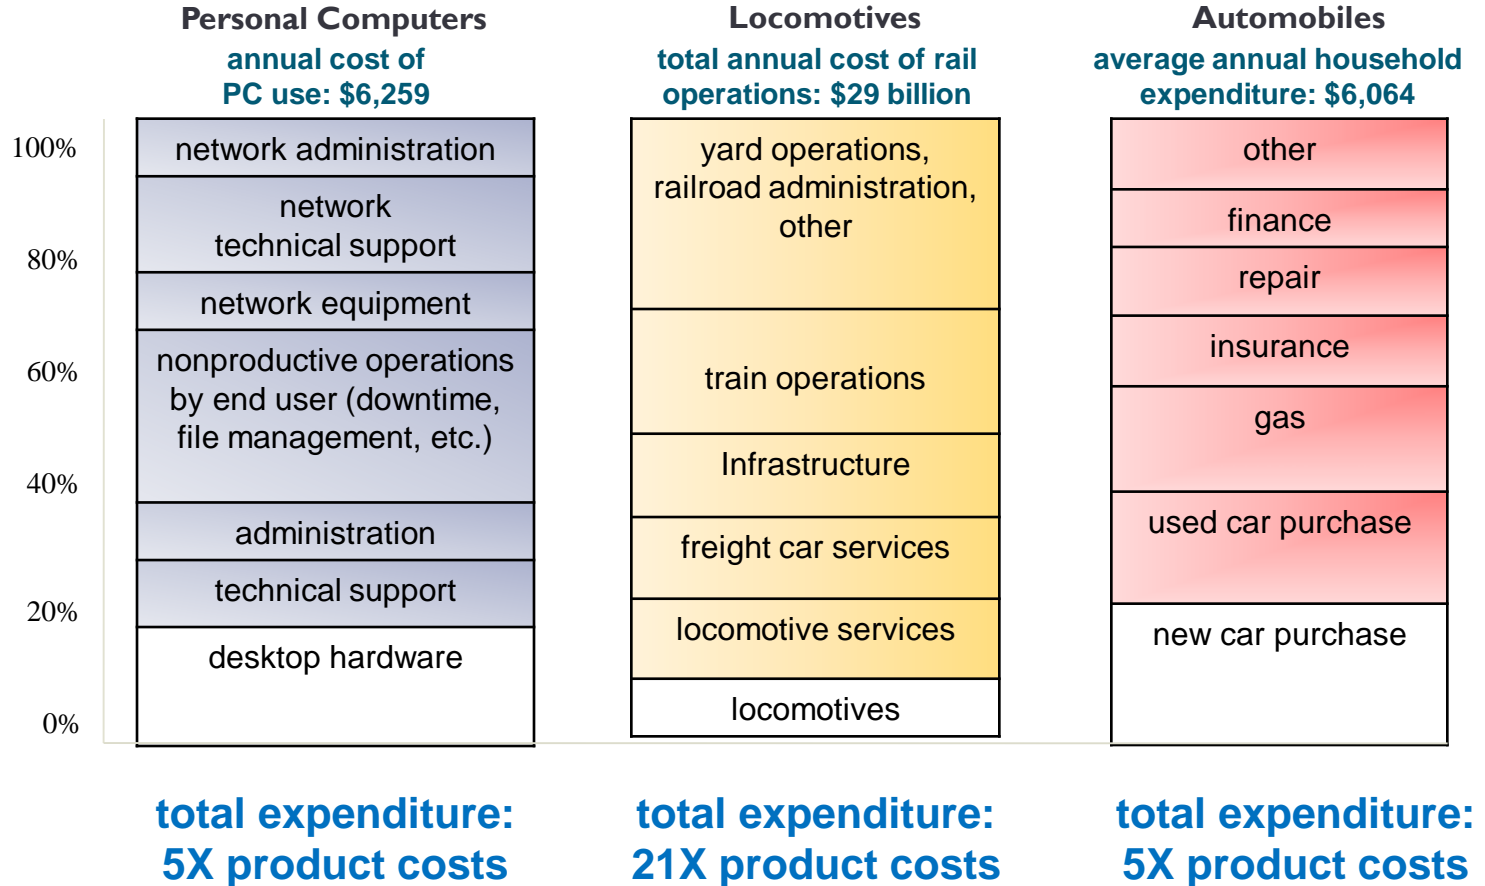 Personal Computers
annual cost of
PC use: $6,259
Locomotives
total annual cost of rail
operations: $29 billion
Automobiles
average annual household
expenditure: $6,064
100%
80%
60%
40%
20%
0%
network administration
network
technical support
network equipment
nonproductive operations
by end user (downtime,
file management, etc.)
administration
technical support
desktop hardware
yard operations,
railroad administration,
other
train operations
Infrastructure
freight car services
locomotive services
locomotives
other
finance
repair
insurance
gas
used car purchase
new car purchase
total expenditure:
5X product costs
total expenditure:
21X product costs
total expenditure:
5X product costs